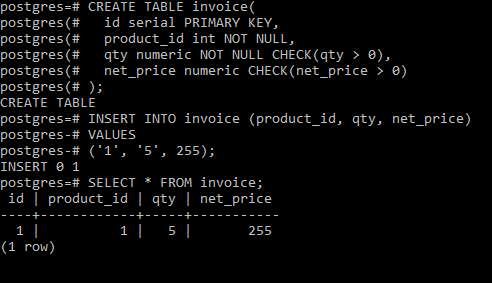 postgres=# CREATE TABLE invoice(
postgres(#   id serial PRIMARY KEY,
postgres(#   product_id int NOT NULL,
postgres(#   qty numeric NOT NULL CHECK(qty > 0),
postgres(#   net_price numeric CHECK(net_price > 0)
postgres(# );
CREATE TABLE
postgres=# INSERT INTO invoice (product_id, qty, net_price)
postgres-# VALUES
postgres-# ('1', '5', 255);
INSERT 0 1
postgres=# SELECT * FROM invoice;
 id | product_id | qty | net_price
----+------------+-----+-----------
  1 |          1 |   5 |       255
(1 row)